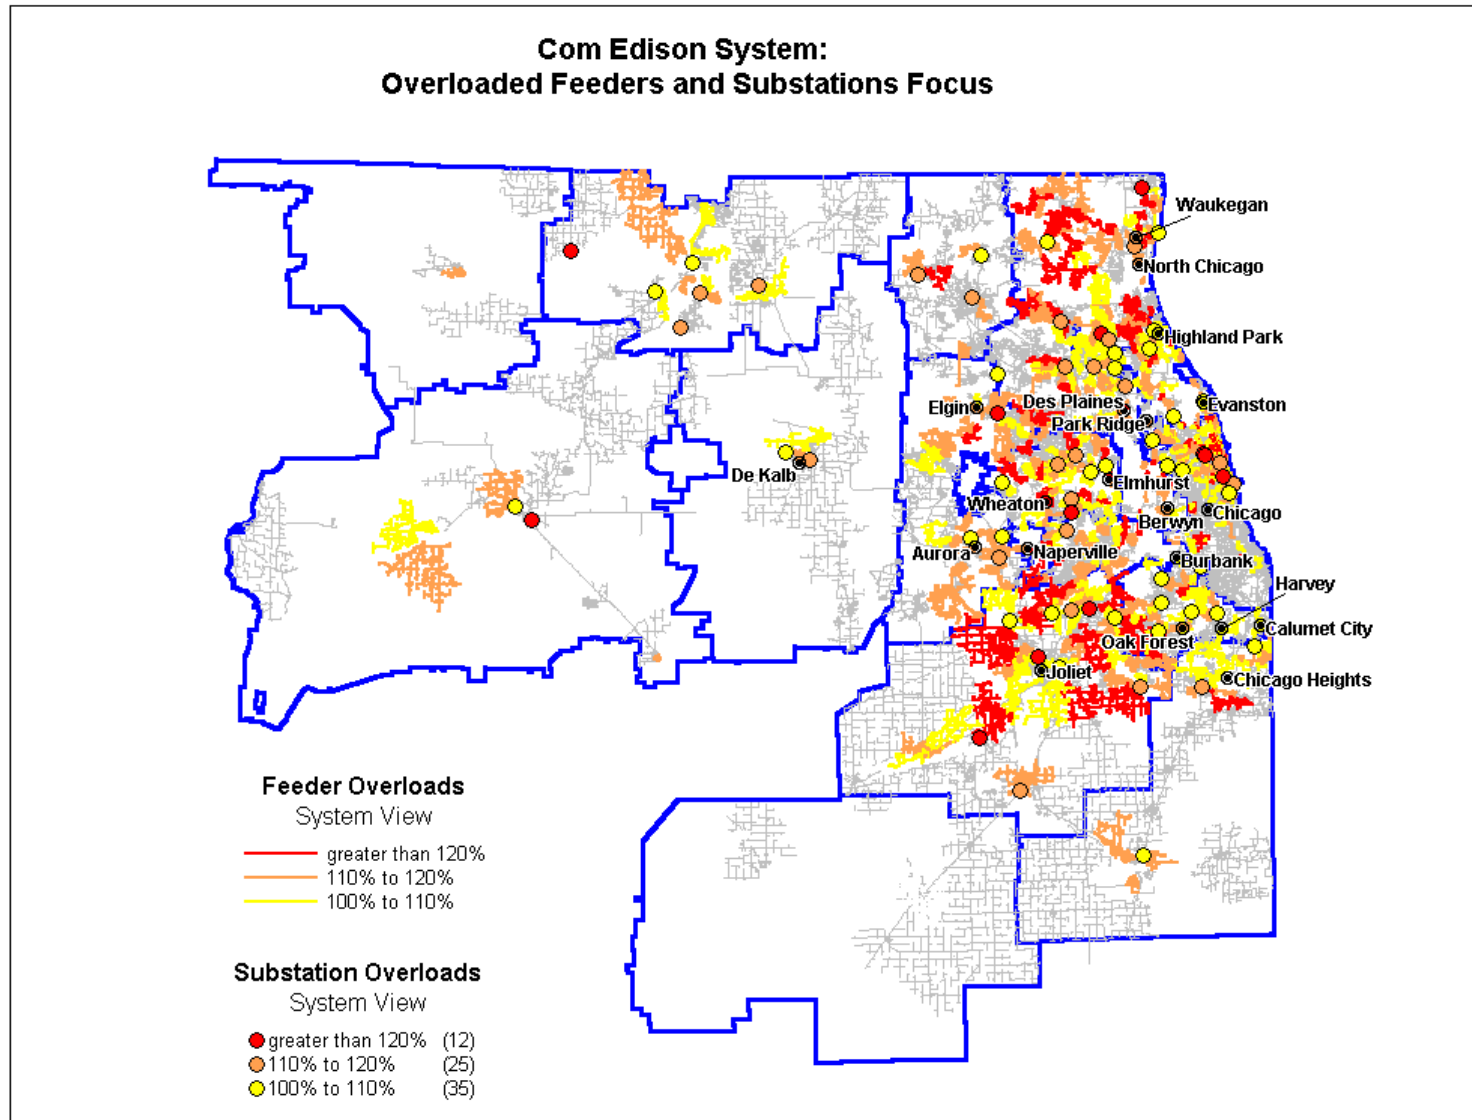 Com Edison System:
Overloaded Feeders and Substations Focus
Waukegan
North Chicago
Highland Park
Elgin
Des Plaines
Evanston
Park Ridge
De Kalb
Elmhurst
Wheaton
Berwyn
Chicago
Aurora
Naperville
Burbank
Harvey
Oak Forest
Calumet City
Joliet
Chicago Heights
Feeder Overloads
System View
greater than 120%
110% to 120%
100% to 110%
Substation Overloads
System View
greater than 120% (12)
110% to 120% (25)
100% to 110% (35)